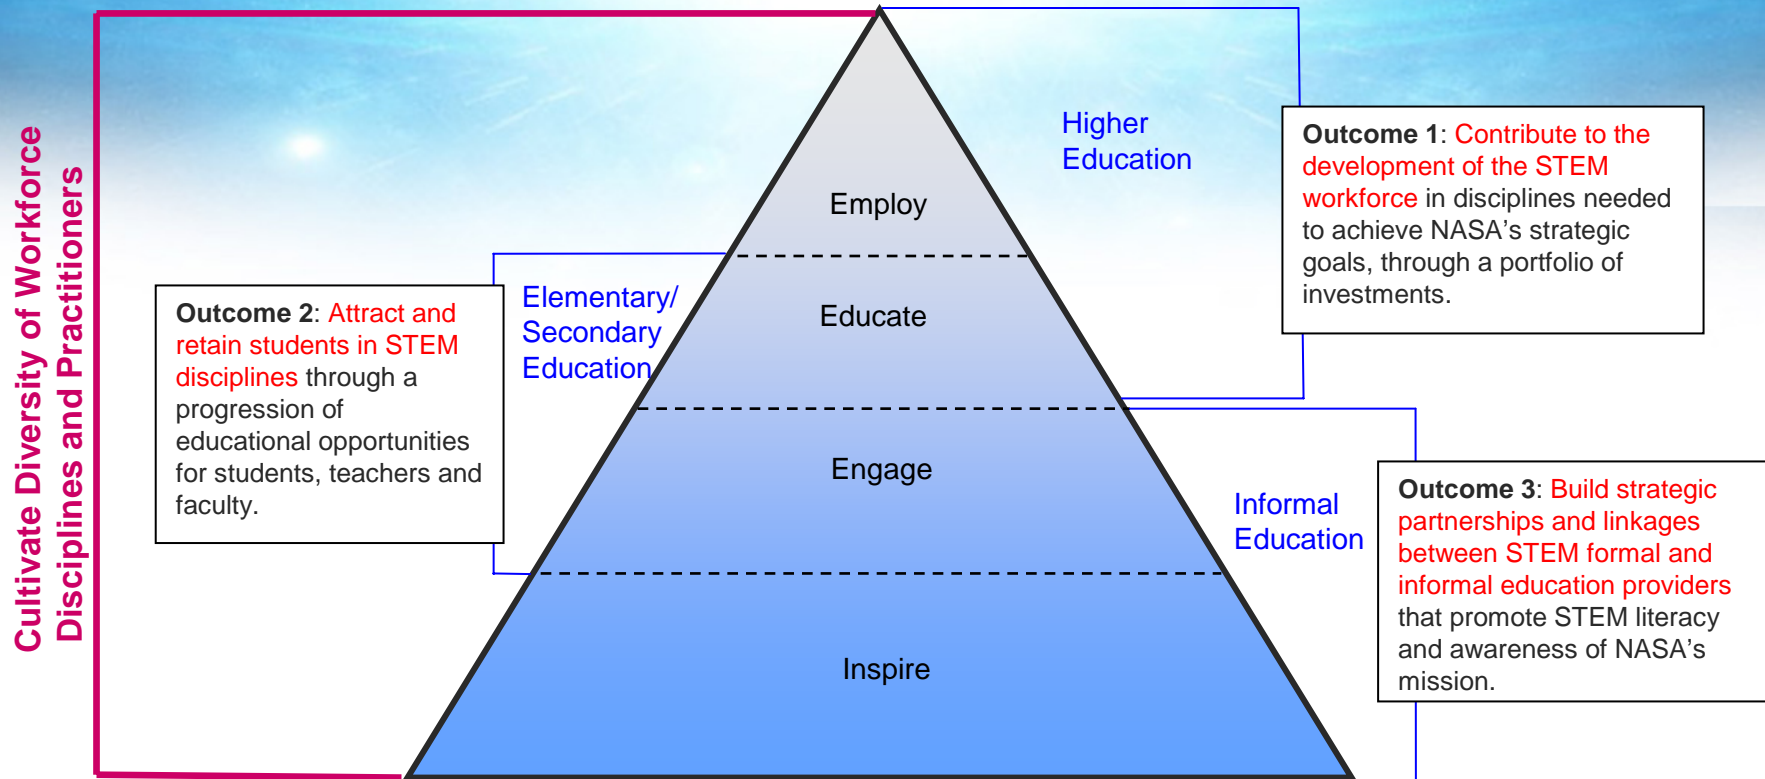 Cultivate Diversity of Workforce
Disciplines and Practitioners
Higher
Education
Outcome 1: Contribute to the
development of the STEM
workforce in disciplines needed
to achieve NASA’s strategic
goals, through a portfolio of
investments.
Employ
Elementary/
Secondary
Education
Outcome 2: Attract and
retain students in STEM
disciplines through a
progression of
educational opportunities
for students, teachers and
faculty.
Educate
Engage
Informal
Education
Outcome 3: Build strategic
partnerships and linkages
between STEM formal and
informal education providers
that promote STEM literacy
and awareness of NASA’s
mission.
Inspire